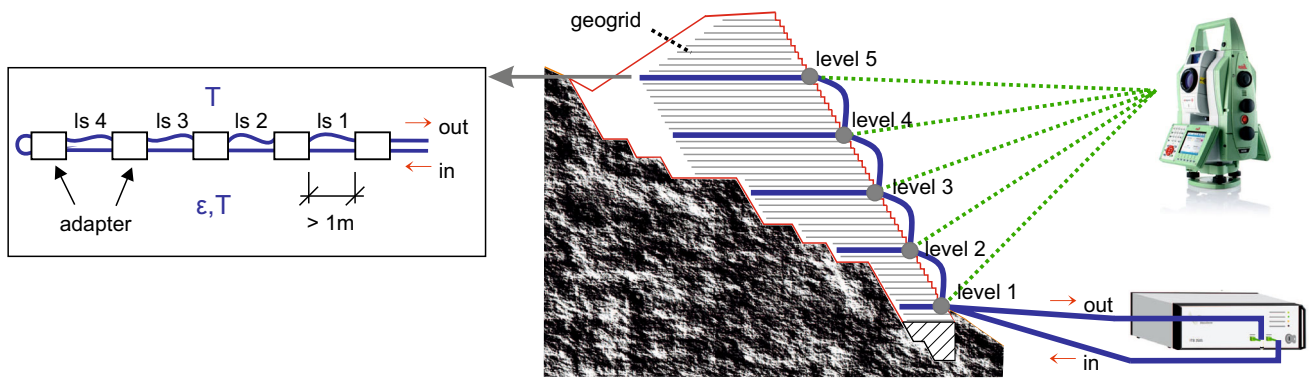 geogrid
level 5
T
ls 4
ls 3
ls 2
ls 1
→ out
← in
adapter
ε,T
> 1m
level 4
level 3
level 2
level 1
→ out
← in